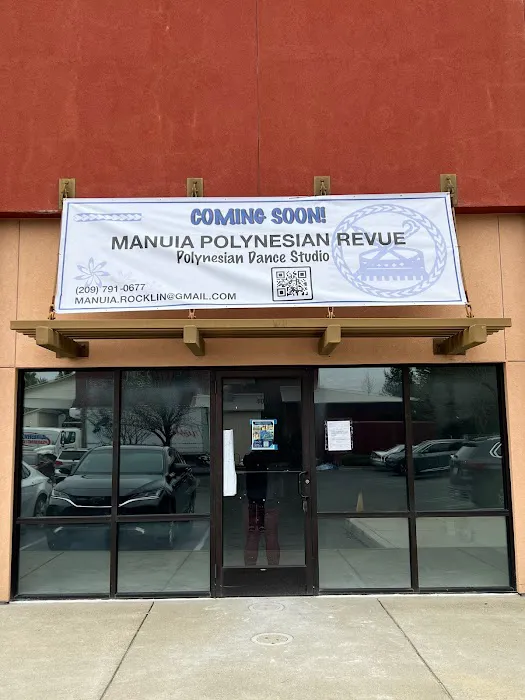 COMING SOON!
MANUIA POLYNESIAN REVUE
Polynesian Dance Studio
(209) 791-0677
MANUIA.ROCKLIN@GMAIL.COM